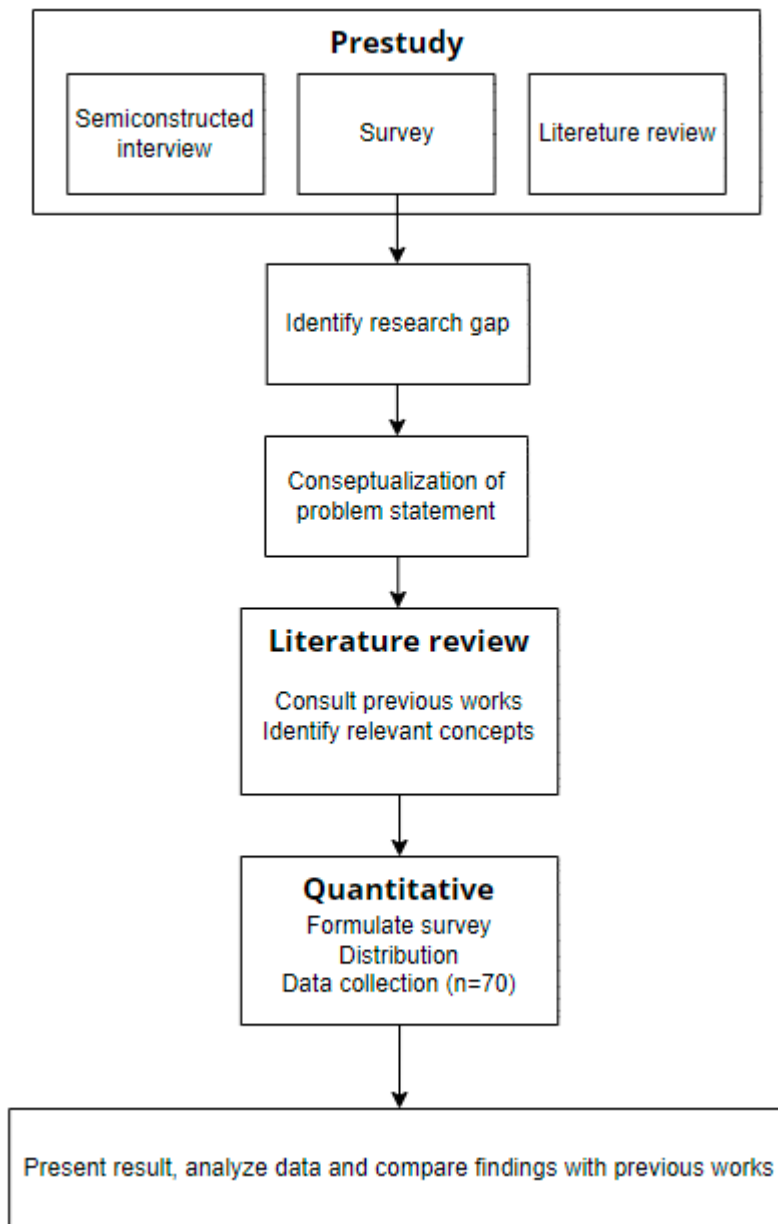 Prestudy
Semiconstructed
interview
Survey
Litereture review
Identify research gap
Conseptualization of
problem statement
Literature review
Consult previous works
Identify relevant concepts
Quantitative
Formulate survey
Distribution
Data collection (n=70)
Present result, analyze data and compare findings with previous works